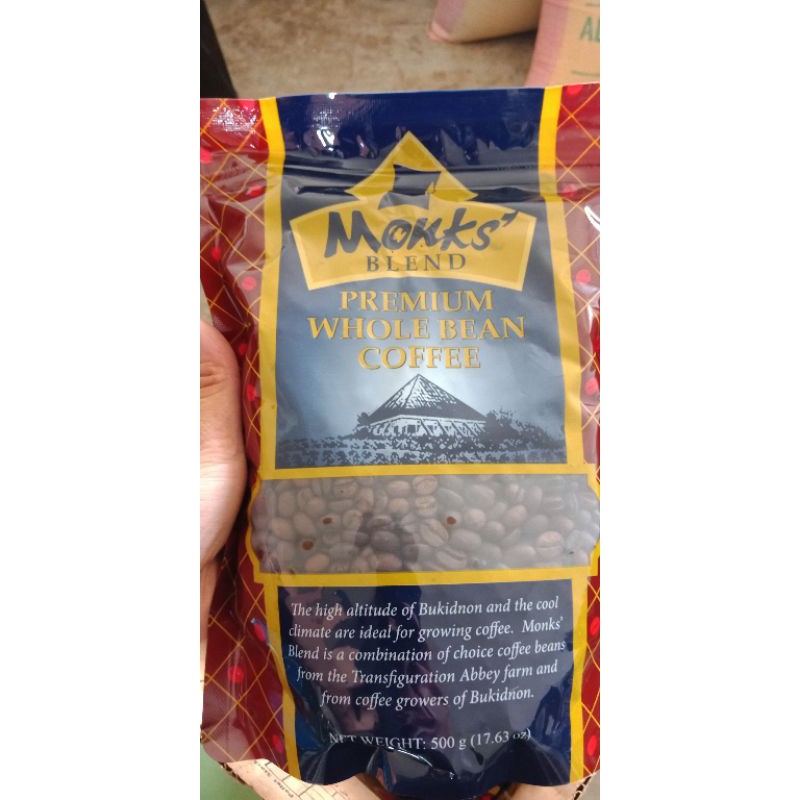 AL
Monks'
BLEND
PREMIUM
WHOLE BEAN
COFFEE
The high altitude of Bukidnon and the cool
climate are ideal for growing coffee. Monks'
Blend is a combination of choice coffee beans
from the Transfiguration Abbey farm and
from coffee growers of Bukidnon.
NET WEIGHT: 500 g (17.63 oz)